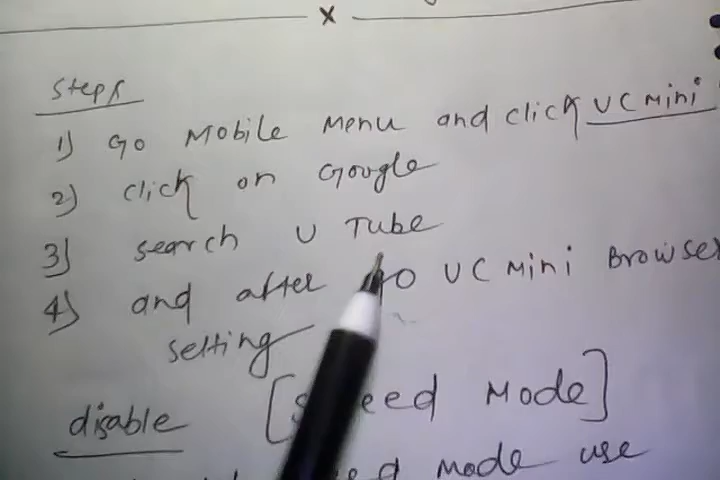 Steps
1) Go Mobile Menu and click UC Mini
2) click on Google
3) search U Tube
4) and after go UC Mini Browser
setting
disable [Speed Mode]
mode use